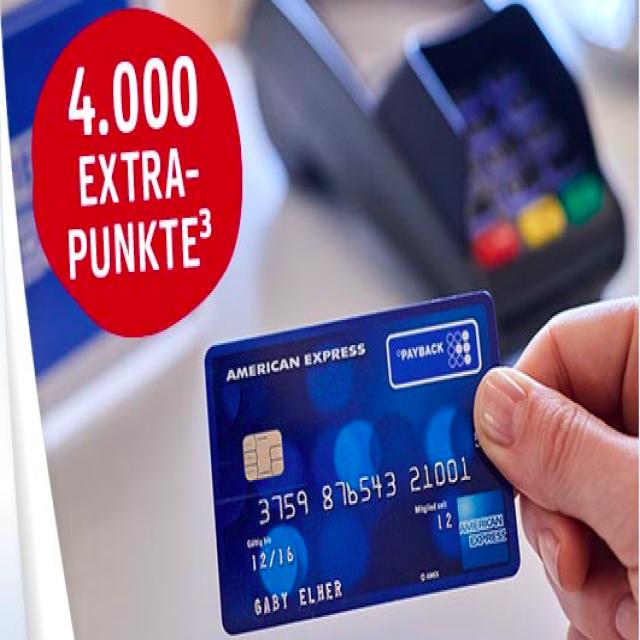 4.000
EXTRA-
PUNKTE³
AMERICAN EXPRESS
°PAYBACK
3759 876543 21001
Gültig bis
Mitglied seit
12/16
12
AMERICAN
EXPRESS
GABY ELHER
© AMEX